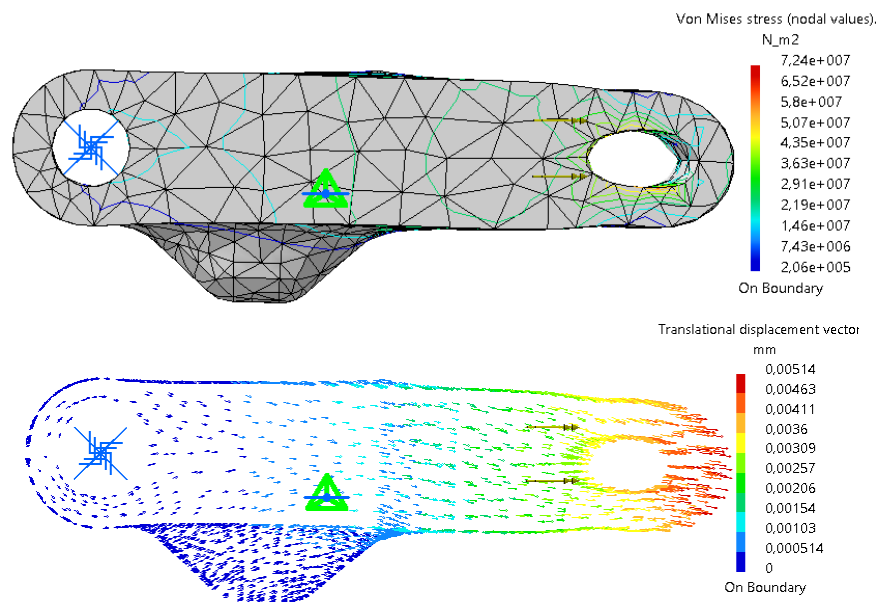 Von Mises stress (nodal values).
N_m2
7,24e+007
6,52e+007
5,8e+007
5,07e+007
4,35e+007
3,63e+007
2,91e+007
2,19e+007
1,46e+007
7,43e+006
2,06e+005
On Boundary
Translational displacement vector
mm
0,00514
0,00463
0,00411
0,0036
0,00309
0,00257
0,00206
0,00154
0,00103
0,000514
0
On Boundary